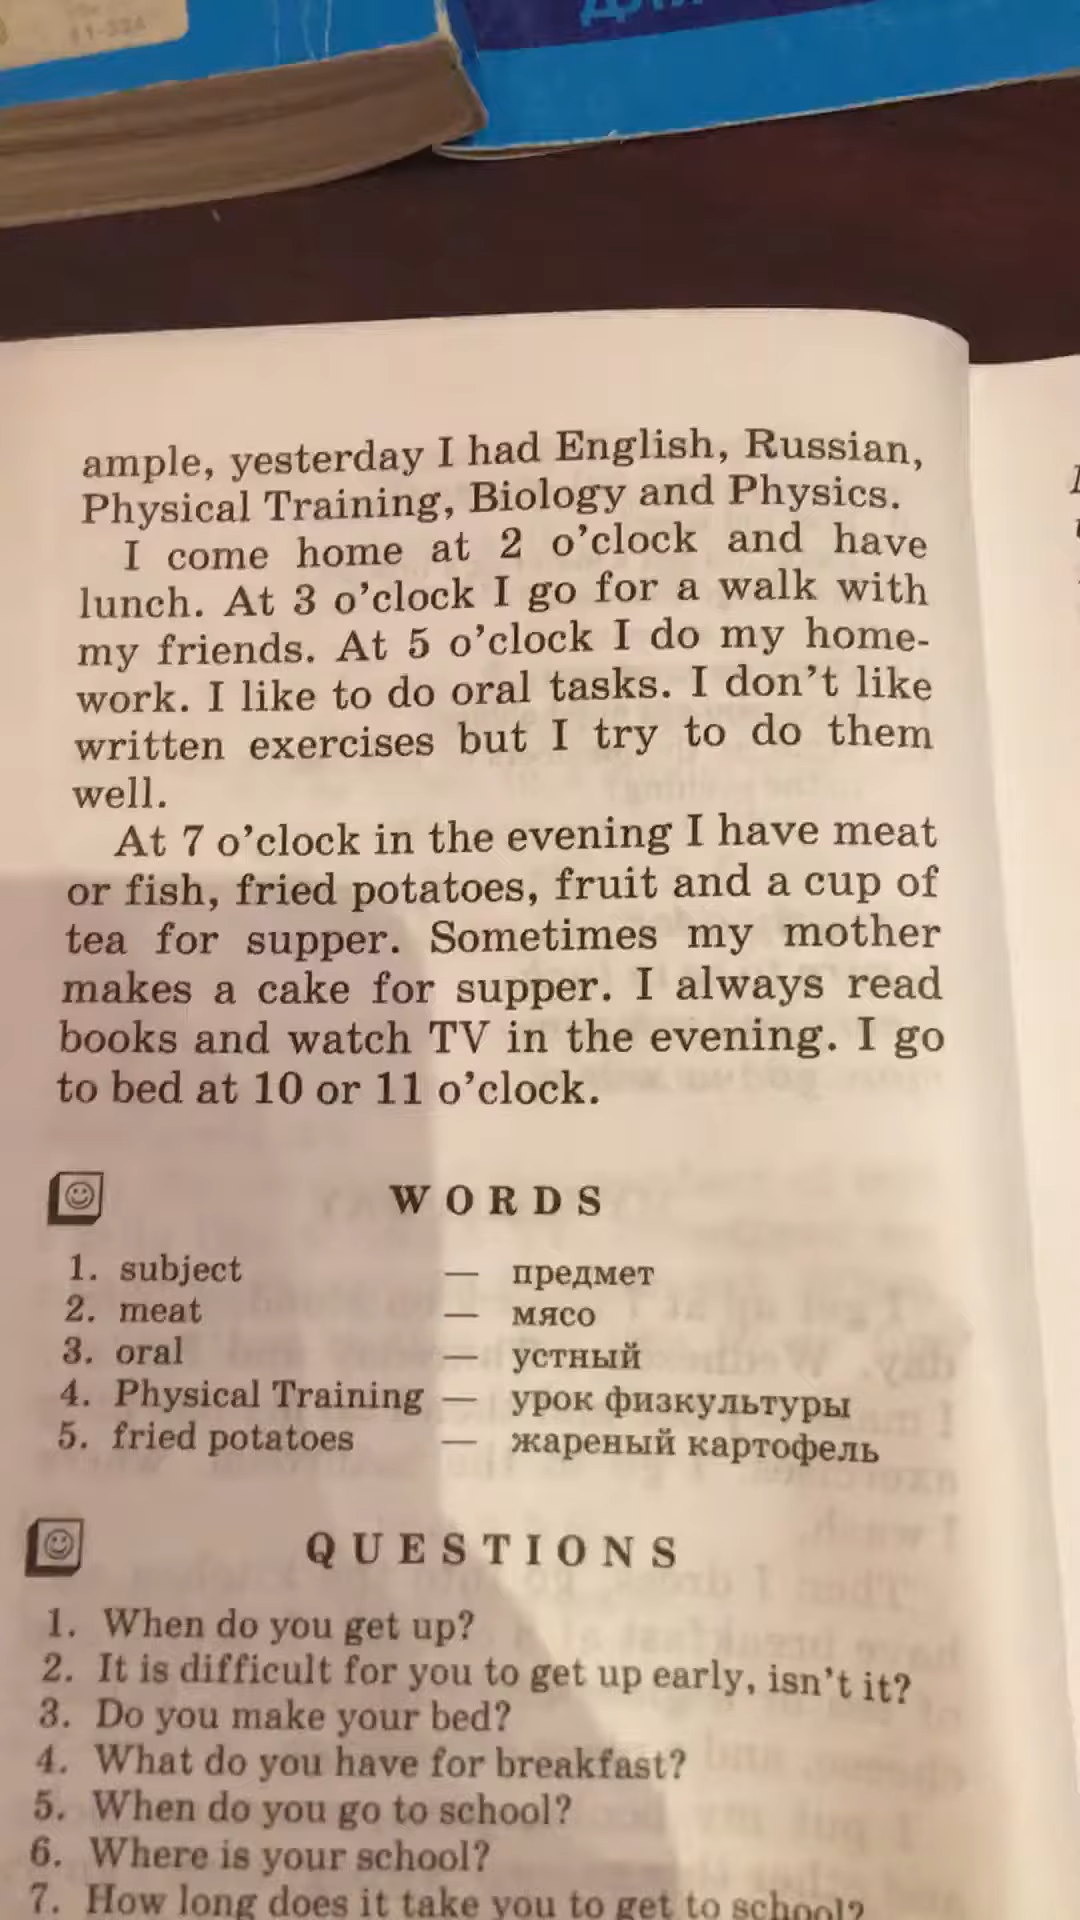 для
11-324
ample, yesterday I had English, Russian,
Physical Training, Biology and Physics.
I come home at 2 o’clock and have
lunch. At 3 o’clock I go for a walk with
my friends. At 5 o’clock I do my home-
work. I like to do oral tasks. I don’t like
written exercises but I try to do them
well.
At 7 o’clock in the evening I have meat
or fish, fried potatoes, fruit and a cup of
tea for supper. Sometimes my mother
makes a cake for supper. I always read
books and watch TV in the evening. I go
to bed at 10 or 11 o’clock.
WORDS
1. subject — предмет
2. meat — мясо
3. oral — устный
4. Physical Training — урок физкультуры
5. fried potatoes — жареный картофель
QUESTIONS
1. When do you get up?
2. It is difficult for you to get up early, isn’t it?
3. Do you make your bed?
4. What do you have for breakfast?
5. When do you go to school?
6. Where is your school?
7. How long does it take you to get to school?